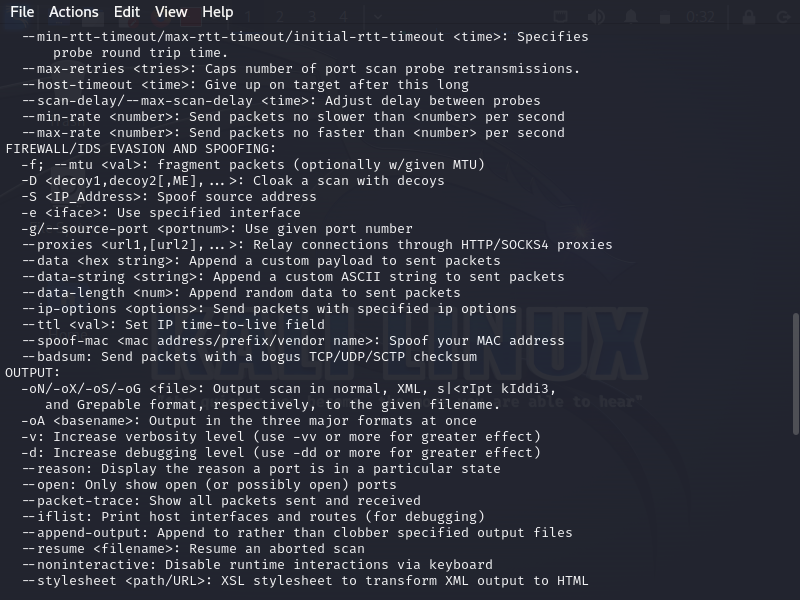 File Actions Edit View Help
1 2 3 4 0:32
--min-rtt-timeout/max-rtt-timeout/initial-rtt-timeout <time>: Specifies
probe round trip time.
--max-retries <tries>: Caps number of port scan probe retransmissions.
--host-timeout <time>: Give up on target after this long
--scan-delay/--max-scan-delay <time>: Adjust delay between probes
--min-rate <number>: Send packets no slower than <number> per second
--max-rate <number>: Send packets no faster than <number> per second
FIREWALL/IDS EVASION AND SPOOFING:
-f; --mtu <val>: fragment packets (optionally w/given MTU)
-D <decoy1,decoy2[,ME],...>: Cloak a scan with decoys
-S <IP_Address>: Spoof source address
-e <iface>: Use specified interface
-g/--source-port <portnum>: Use given port number
--proxies <url1,[url2],...>: Relay connections through HTTP/SOCKS4 proxies
--data <hex string>: Append a custom payload to sent packets
--data-string <string>: Append a custom ASCII string to sent packets
--data-length <num>: Append random data to sent packets
--ip-options <options>: Send packets with specified ip options
--ttl <val>: Set IP time-to-live field
--spoof-mac <mac address/prefix/vendor name>: Spoof your MAC address
--badsum: Send packets with a bogus TCP/UDP/SCTP checksum
KALI LINUX
OUTPUT:
-oN/-oX/-oS/-oG <file>: Output scan in normal, XML, s|<rIpt kIddi3,
and Grepable format, respectively, to the given filename.
are able to hear"
-oA <basename>: Output in the three major formats at once
-v: Increase verbosity level (use -vv or more for greater effect)
-d: Increase debugging level (use -dd or more for greater effect)
--reason: Display the reason a port is in a particular state
--open: Only show open (or possibly open) ports
--packet-trace: Show all packets sent and received
--iflist: Print host interfaces and routes (for debugging)
--append-output: Append to rather than clobber specified output files
--resume <filename>: Resume an aborted scan
--noninteractive: Disable runtime interactions via keyboard
--stylesheet <path/URL>: XSL stylesheet to transform XML output to HTML